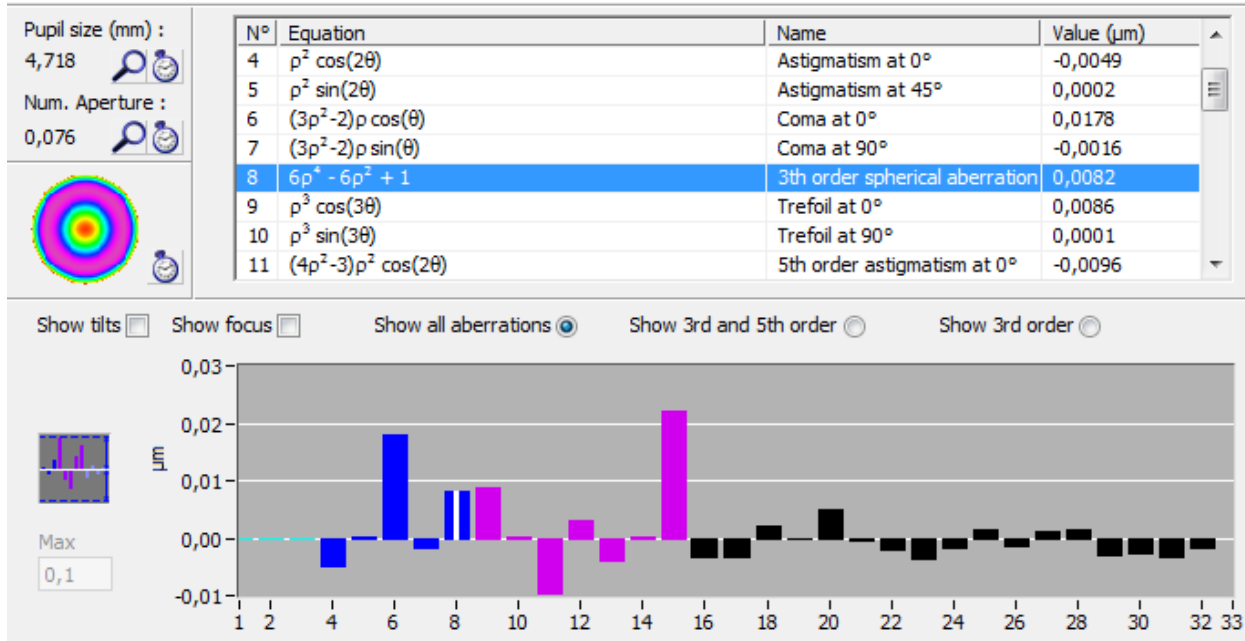 Pupil size (mm) :
4,718
Num. Aperture :
0,076
N° Equation Name Value (µm)
4 ρ² cos(2θ) Astigmatism at 0° -0,0049
5 ρ² sin(2θ) Astigmatism at 45° 0,0002
6 (3ρ²-2)ρ cos(θ) Coma at 0° 0,0178
7 (3ρ²-2)ρ sin(θ) Coma at 90° -0,0016
8 6ρ⁴ - 6ρ² + 1 3th order spherical aberration 0,0082
9 ρ³ cos(3θ) Trefoil at 0° 0,0086
10 ρ³ sin(3θ) Trefoil at 90° 0,0001
11 (4ρ²-3)ρ² cos(2θ) 5th order astigmatism at 0° -0,0096
Show tilts Show focus Show all aberrations Show 3rd and 5th order Show 3rd order
0,03
0,02
0,01
0,00
-0,01
µm
Max
0,1
1 2 4 6 8 10 12 14 16 18 20 22 24 26 28 30 32 33